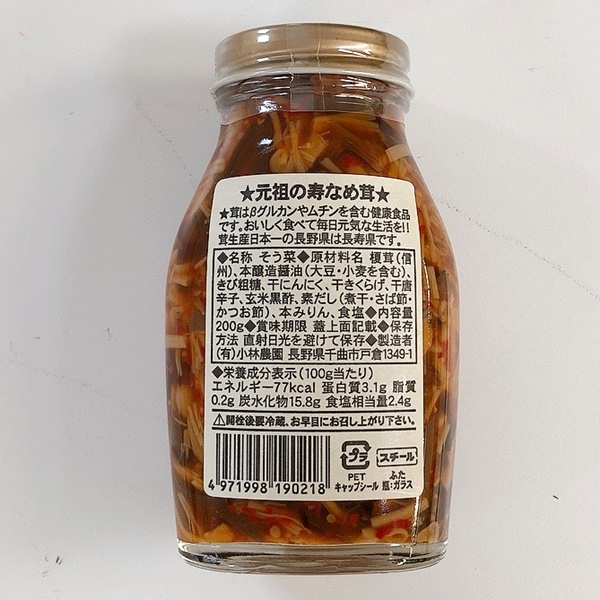 ★元祖の寿なめ茸★
★茸はβグルカンやムチンを含む健康食品
です。おいしく食べて毎日元気な生活を!!
茸生産日本一の長野県は長寿県です。
◆名称 そう菜◆原材料名 榎茸(信
州)、本醸造醤油(大豆・小麦を含む)、
きび粗糖、干にんにく、干きくらげ、干唐
辛子、玄米黒酢、素だし(煮干・さば節・
かつお節)、本みりん、食塩◆内容量
200g◆賞味期限 蓋上面記載◆保存
方法 直射日光を避けて保存◆製造者
(有)小林農園 長野県千曲市戸倉1349-1
◆栄養成分表示(100g当たり)
エネルギー77kcal 蛋白質3.1g 脂質
0.2g 炭水化物15.8g 食塩相当量2.4g
⚠開栓後要冷蔵、お早目にお召し上がり下さい。
4 971998 190218
プラ
PET
キャップシール
スチール
ふた
瓶:ガラス